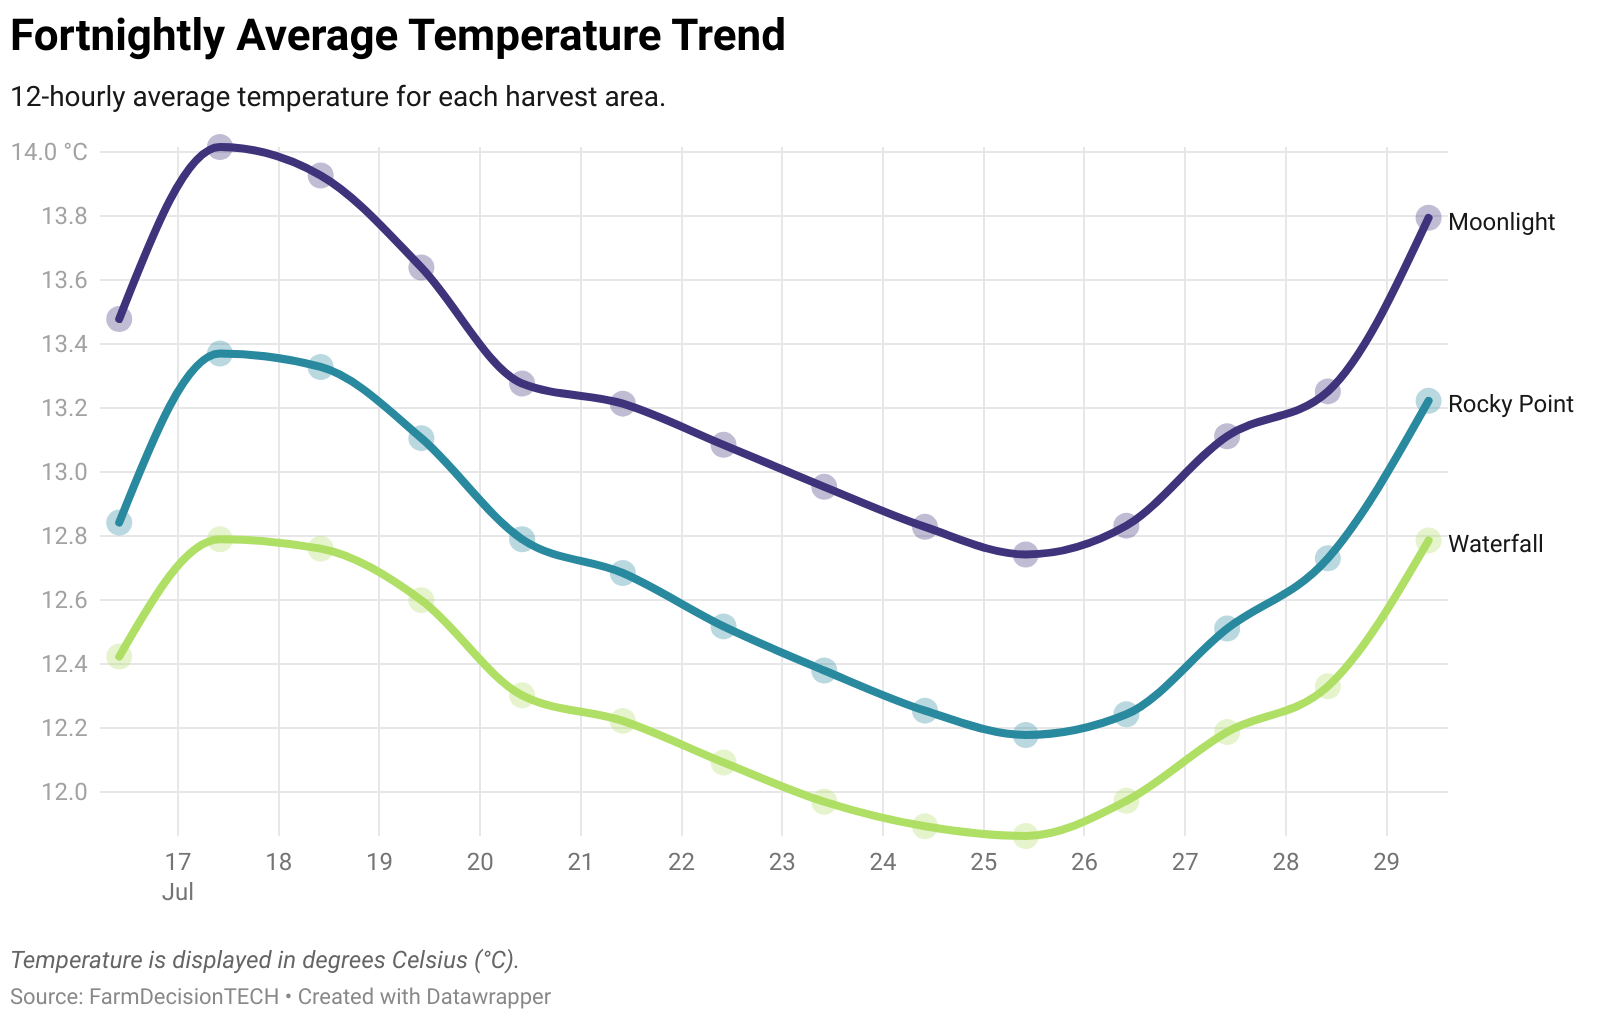 Fortnightly Average Temperature Trend
12-hourly average temperature for each harvest area.
14.0 °C
13.8
13.6
13.4
13.2
13.0
12.8
12.6
12.4
12.2
12.0
Moonlight
Rocky Point
Waterfall
17 18 19 20 21 22 23 24 25 26 27 28 29
Jul
Temperature is displayed in degrees Celsius (°C).
Source: FarmDecisionTECH • Created with Datawrapper